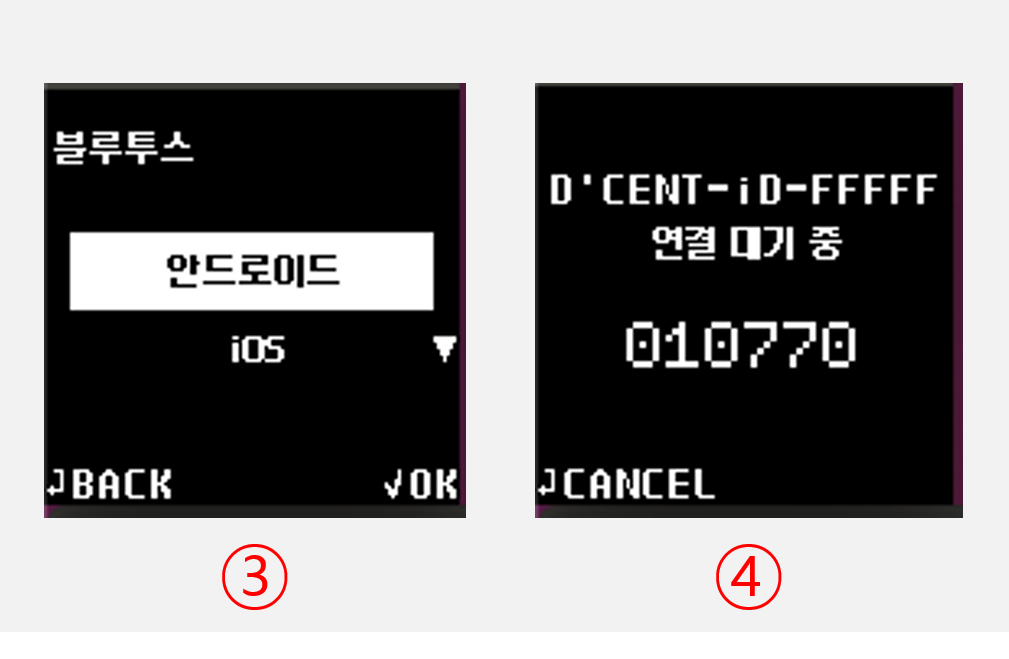 블루투스
안드로이드
iOS ▼
↲BACK √OK
③
D'CENT-iD-FFFFF
연결 대기 중
010770
↲CANCEL
④